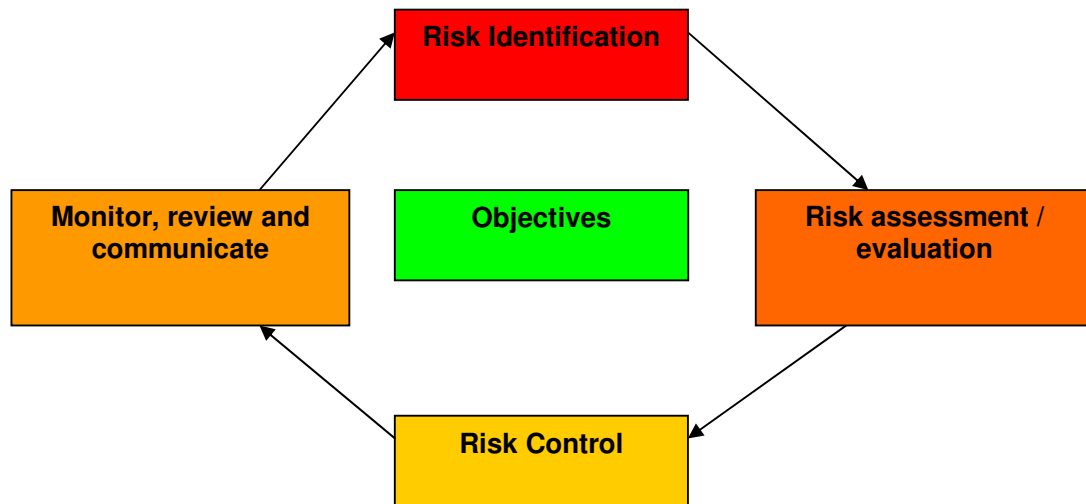 Risk Identification
Monitor, review and
communicate
Objectives
Risk assessment /
evaluation
Risk Control